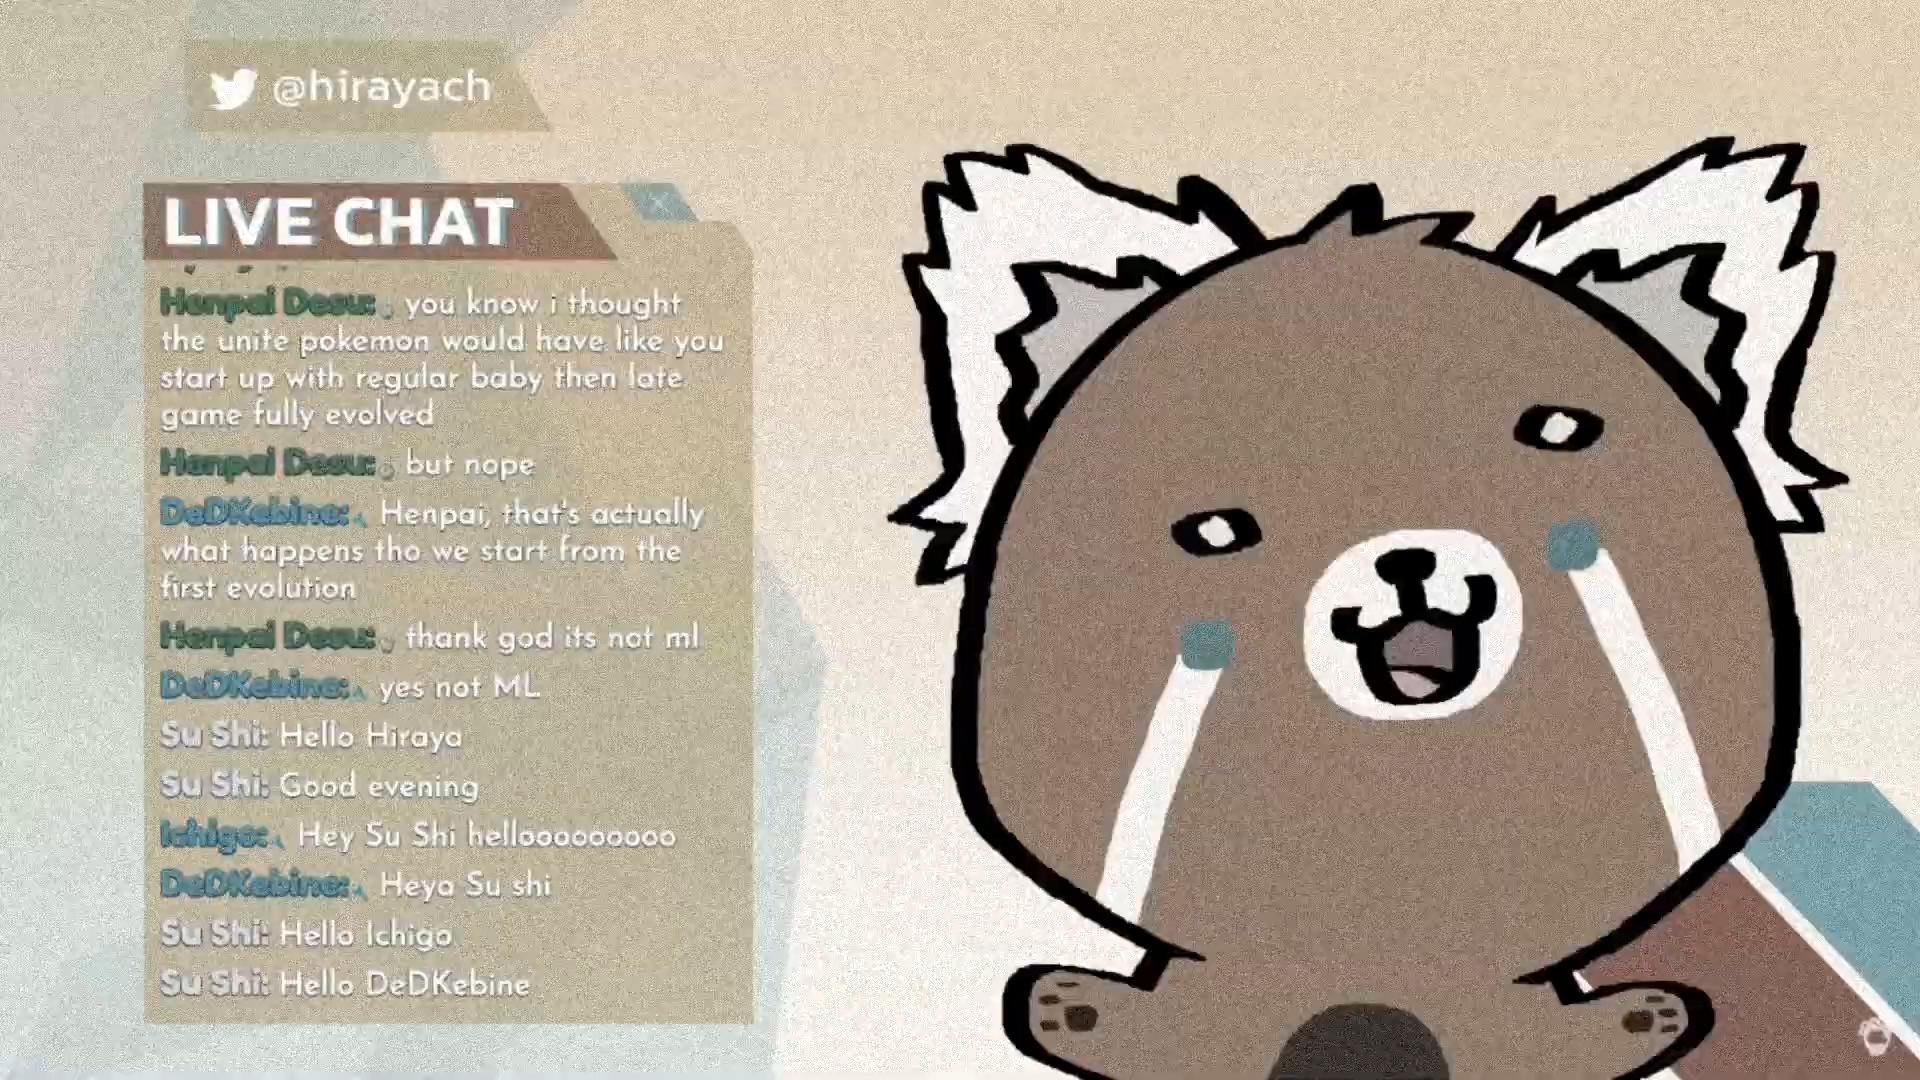 @hirayach
LIVE CHAT
Henpai Desu: you know i thought
the unite pokemon would have like you
start up with regular baby then late
game fully evolved
Henpai Desu: but nope
DeDKebine: Henpai, that's actually
what happens tho we start from the
first evolution
Henpai Desu: thank god its not ml
DeDKebine: yes not ML
Su Shi: Hello Hiraya
Su Shi: Good evening
Ichigo: Hey Su Shi hellooooooooo
DeDKebine: Heya Su shi
Su Shi: Hello Ichigo
Su Shi: Hello DeDKebine